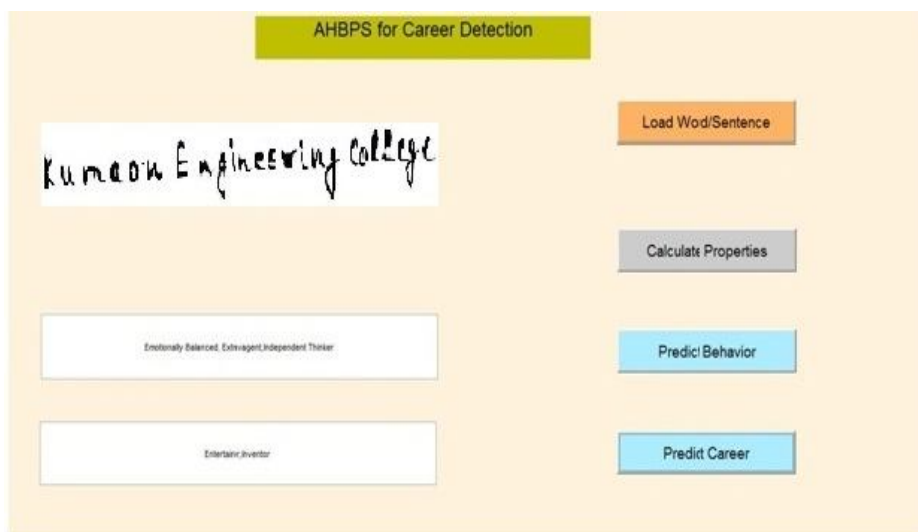 AHBPS for Career Detection
Load Wod/Sentence
Kumaon Engineering College
Calculate Properties
Emotionally Balanced, Extravagent,Independent Thinker
Predict Behavior
Entertainr,Inventor
Predict Career